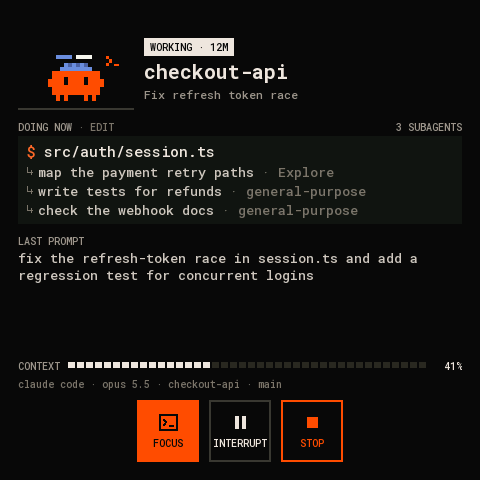 WORKING · 12M
checkout-api
Fix refresh token race
DOING NOW · EDIT
3 SUBAGENTS
$ src/auth/session.ts
↳ map the payment retry paths · Explore
↳ write tests for refunds · general-purpose
↳ check the webhook docs · general-purpose
LAST PROMPT
fix the refresh-token race in session.ts and add a
regression test for concurrent logins
CONTEXT 41%
claude code · opus 5.5 · checkout-api · main
FOCUS
INTERRUPT
STOP